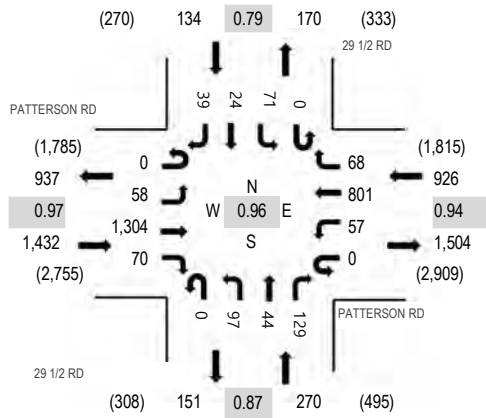 (270) 134 0.79 170 (333)
29 1/2 RD
39 24 71 0
PATTERSON RD
(1,785)
937
0.97
1,432
(2,755)
0
58
1,304
70
N
W 0.96 E
S
68
801
57
0
(1,815)
926
0.94
1,504
(2,909)
0 97 44 129
PATTERSON RD
29 1/2 RD
(308) 151 0.87 270 (495)